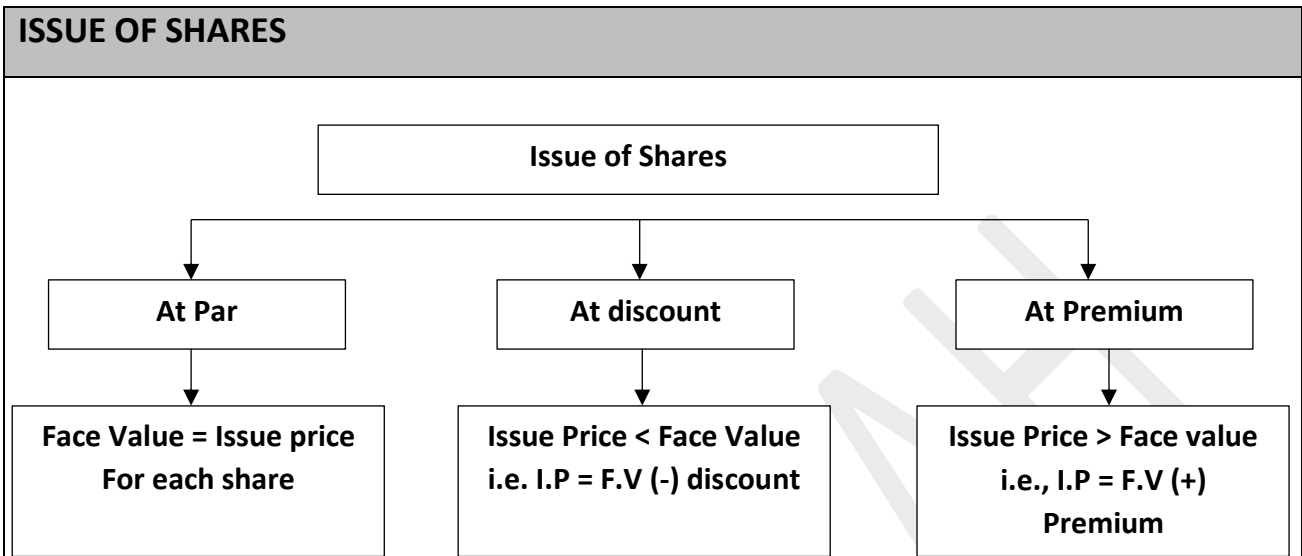 ISSUE OF SHARES
Issue of Shares
At Par
At discount
At Premium
Face Value = Issue price
For each share
Issue Price < Face Value
i.e. I.P = F.V (-) discount
Issue Price > Face value
i.e., I.P = F.V (+)
Premium